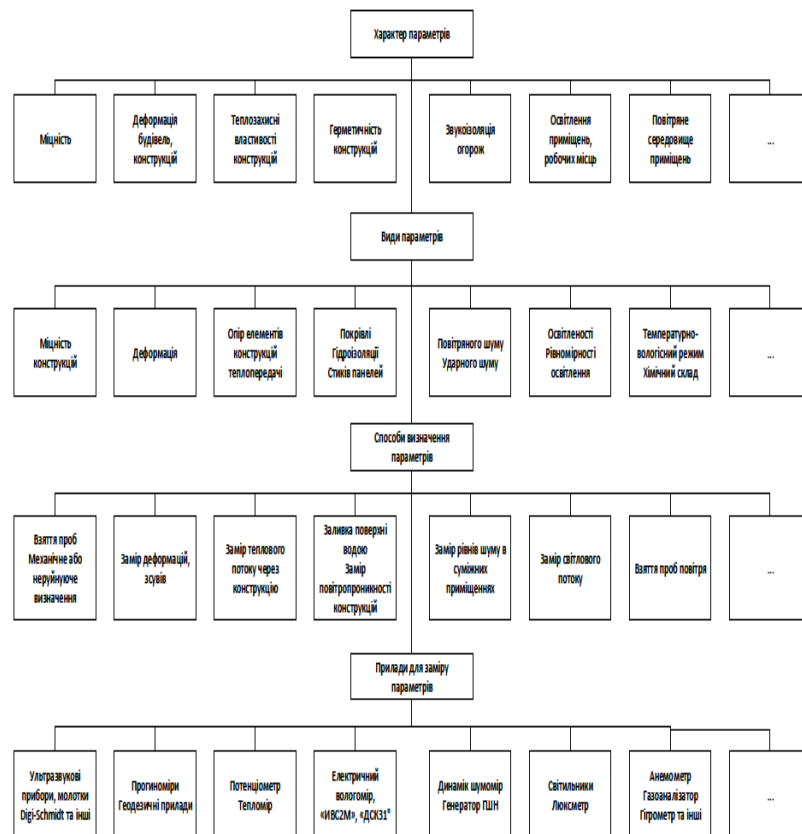 Характер параметрів
Міцність
Деформація
будівель,
конструкцій
Теплозахисні
властивості
конструкцій
Герметичність
конструкцій
Звукоізоляція
огорож
Освітлення
приміщень,
робочих місць
Повітряне
середовище
приміщень
...
Види параметрів
Міцність
конструкцій
Деформація
Опір елементів
конструкцій
теплопередачі
Покрівлі
Гідроізоляції
Стиків панелей
Повітряного шуму
Ударного шуму
Освітленості
Рівномірності
освітлення
Температурно-
вологісний режим
Хімічний склад
...
Способи визначення
параметрів
Взяття проб
Механічне або
неруйнуюче
визначення
Замір деформацій,
зсувів
Замір теплового
потоку через
конструкцію
Заливка поверхні
водою
Замір
повітропроникності
конструкцій
Замір рівнів шуму в
суміжних
приміщеннях
Замір світлового
потоку
Взяття проб повітря
...
Прилади для заміру
параметрів
Ультразвукові
прибори, молотки
Digi-Schmidt та інші
Прогиноміри
Геодезичні прилади
Потенціометр
Тепломір
Електричний
вологомір,
«ИВС2М», «ДСКЗ1"
Динамік шумомір
Генератор ГШН
Світильники
Люксметр
Анемометр
Газоаналізатор
Гігрометр та інші
...